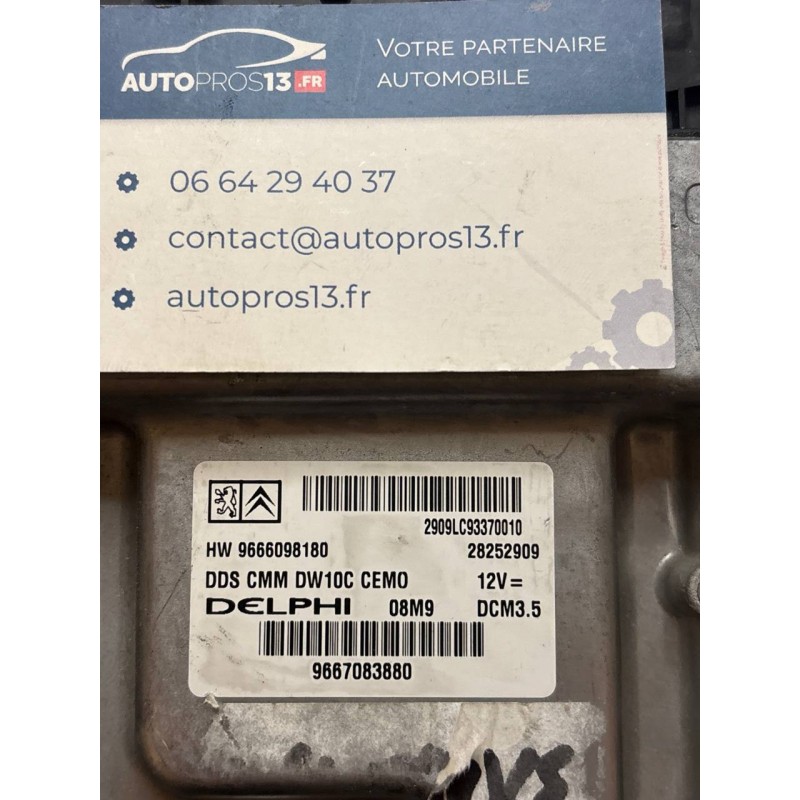 AUTOPROS13.FR
VOTRE PARTENAIRE
AUTOMOBILE
06 64 29 40 37
contact@autopros13.fr
autopros13.fr
2909LC93370010
HW 9666098180 28252909
DDS CMM DW10C CEMO 12V =
DELPHI 08M9 DCM3.5
9667083880